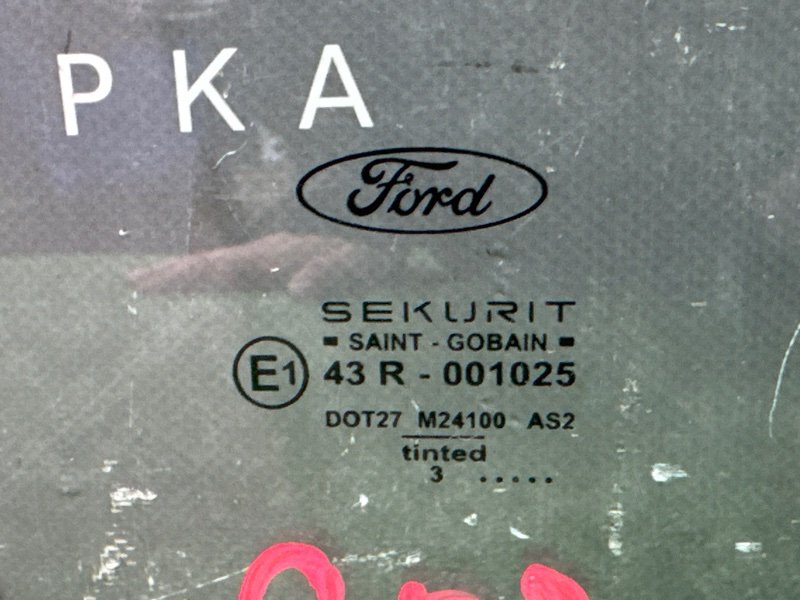 PKA
Ford
SEKURIT
SAINT - GOBAIN
E1
43 R - 001025
DOT27 M24100 AS2
tinted
3 .....